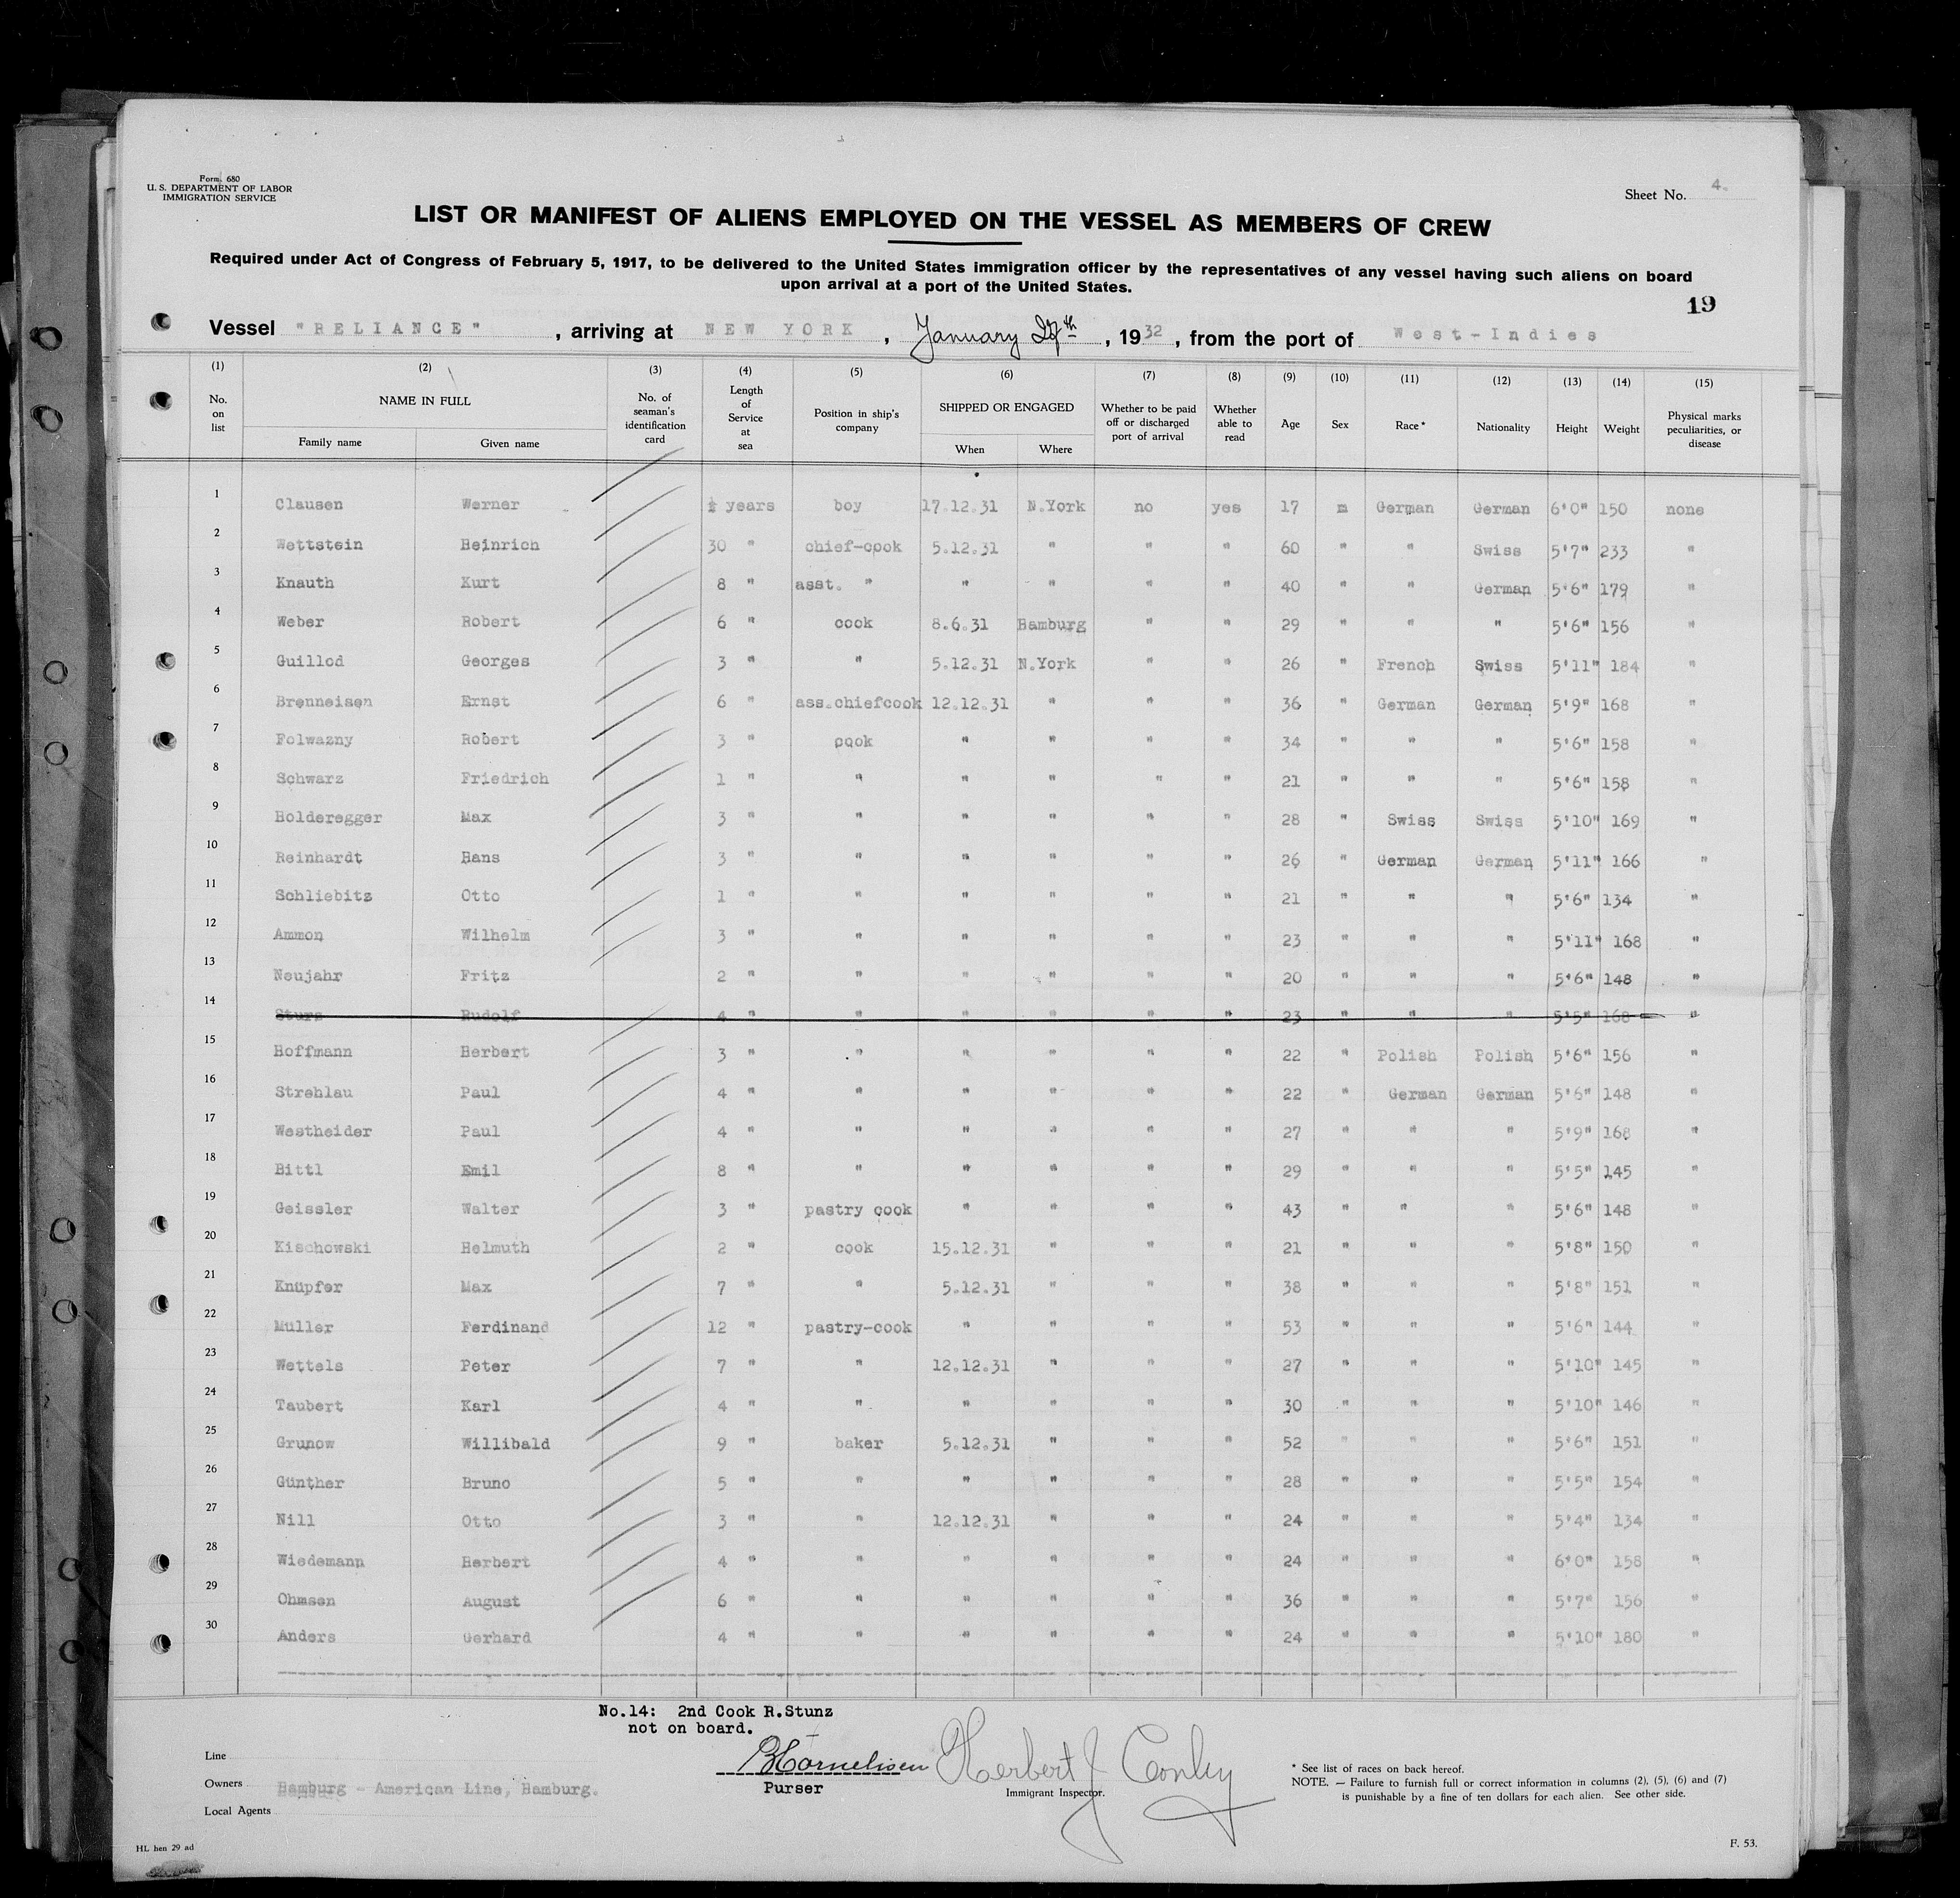 Form 680
U. S. DEPARTMENT OF LABOR
IMMIGRATION SERVICE
Sheet No. 4.
LIST OR MANIFEST OF ALIENS EMPLOYED ON THE VESSEL AS MEMBERS OF CREW
Required under Act of Congress of February 5, 1917, to be delivered to the United States immigration officer by the representatives of any vessel having such aliens on board
upon arrival at a port of the United States.
19
Vessel "RELIANCE", arriving at NEW YORK, January 27th, 1932, from the port of West-Indies
(1) (2) (3) (4) (5) (6) (7) (8) (9) (10) (11) (12) (13) (14) (15)
No. on list NAME IN FULL Family name Given name No. of seaman's identification card Length of Service at sea Position in ship's company SHIPPED OR ENGAGED When Where Whether to be paid off or discharged port of arrival Whether able to read Age Sex Race* Nationality Height Weight Physical marks peculiarities, or disease
1 Clausen Werner ½ years boy 17.12.31 N.York no yes 17 m German German 6'0" 150 none
2 Wettstein Heinrich 30 " chief-cook 5.12.31 " " " 60 " " Swiss 5'7" 233 "
3 Knauth Kurt 8 " asst. " " " " " 40 " " German 5'6" 179 "
4 Weber Robert 6 " cook 8.6.31 Hamburg " " 29 " " " 5'6" 156 "
5 Guillod Georges 3 " " 5.12.31 N.York " " 26 " French Swiss 5'11" 184 "
6 Brenneisen Ernst 6 " ass.chiefcook 12.12.31 " " " 36 " German German 5'9" 168 "
7 Folwazny Robert 3 " cook " " " " 34 " " " 5'6" 158 "
8 Schwarz Friedrich 1 " " " " " " 21 " " " 5'6" 158 "
9 Holderegger Max 3 " " " " " " 28 " Swiss Swiss 5'10" 169 "
10 Reinhardt Hans 3 " " " " " " 26 " German German 5'11" 166 "
11 Schliebitz Otto 1 " " " " " " 21 " " " 5'6" 134 "
12 Ammon Wilhelm 3 " " " " " " 23 " " " 5'11" 168 "
13 Neujahr Fritz 2 " " " " " " 20 " " " 5'6" 148 "
14 Rudolf 4 " " " " " " 23 " " " 5'5" 168 "
15 Hoffmann Herbert 3 " " " " " " 22 " Polish Polish 5'6" 156 "
16 Strehlau Paul 4 " " " " " " 22 " German German 5'6" 148 "
17 Westheider Paul 4 " " " " " " 27 " " " 5'9" 168 "
18 Bittl Emil 8 " " " " " " 29 " " " 5'5" 145 "
19 Geissler Walter 3 " pastry cook " " " " 43 " " " 5'6" 148 "
20 Kischowski Helmuth 2 " cook 15.12.31 " " " 21 " " " 5'8" 150 "
21 Knüpfer Max 7 " " 5.12.31 " " " 38 " " " 5'8" 151 "
22 Müller Ferdinand 12 " pastry-cook " " " " 53 " " " 5'6" 144 "
23 Wettels Peter 7 " " 12.12.31 " " " 27 " " " 5'10" 145 "
24 Taubert Karl 4 " " " " " " 30 " " " 5'10" 146 "
25 Grunow Willibald 9 " baker 5.12.31 " " " 52 " " " 5'6" 151 "
26 Günther Bruno 5 " " " " " " 28 " " " 5'5" 154 "
27 Nill Otto 3 " " 12.12.31 " " " 24 " " " 5'4" 134 "
28 Wiedemann Herbert 4 " " " " " " 24 " " " 6'0" 158 "
29 Ohmsen August 6 " " " " " " 36 " " " 5'7" 156 "
30 Anders Gerhard 4 " " " " " " 24 " " " 5'10" 180 "
No.14: 2nd Cook R.Stunz
not on board.
Line
Owners Hamburg - American Line, Hamburg.
Local Agents
Purser
Herbert J Conley
Immigrant Inspector.
* See list of races on back hereof.
NOTE. — Failure to furnish full or correct information in columns (2), (5), (6) and (7)
is punishable by a fine of ten dollars for each alien. See other side.
HL hen 29 ad
F. 53.